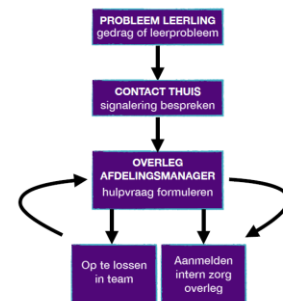 PROBLEEM LEERLING
gedrag of leerprobleem
CONTACT THUIS
signalering bespreken
OVERLEG
AFDELINGSMANAGER
hulpvraag formuleren
Op te lossen
in team
Aanmelden
intern zorg
overleg